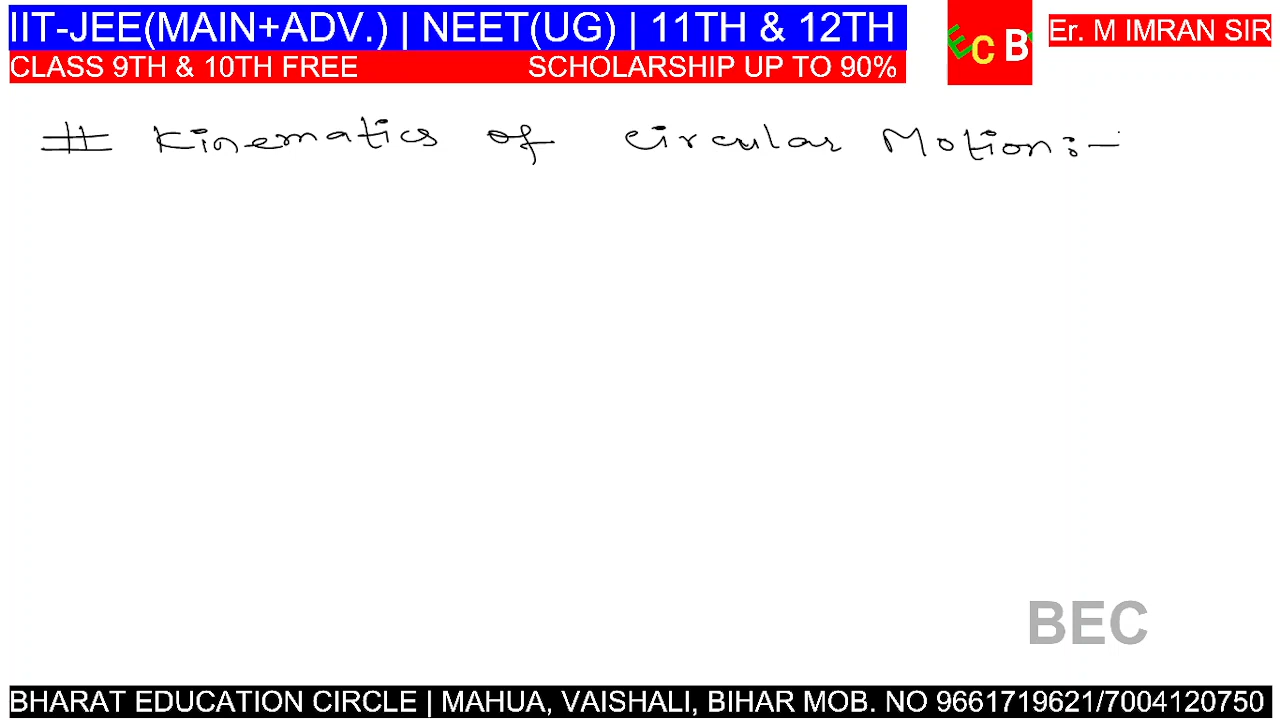 IIT-JEE(MAIN+ADV.) | NEET(UG) | 11TH & 12TH
CLASS 9TH & 10TH FREE SCHOLARSHIP UP TO 90%
ECB
Er. M IMRAN SIR
# Kinematics of Circular Motion:-
BEC
BHARAT EDUCATION CIRCLE | MAHUA, VAISHALI, BIHAR MOB. NO 9661719621/7004120750